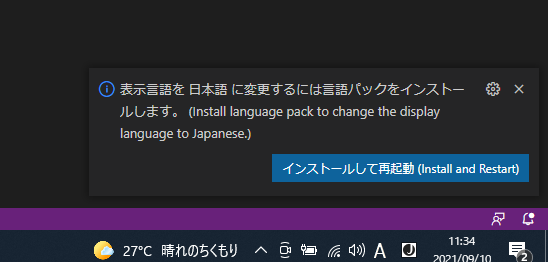 表示言語を 日本語 に変更するには言語パックをインストー
ルします。 (Install language pack to change the display
language to Japanese.)
インストールして再起動 (Install and Restart)
27°C 晴れのちくもり
A
J
11:34
2021/09/10
2